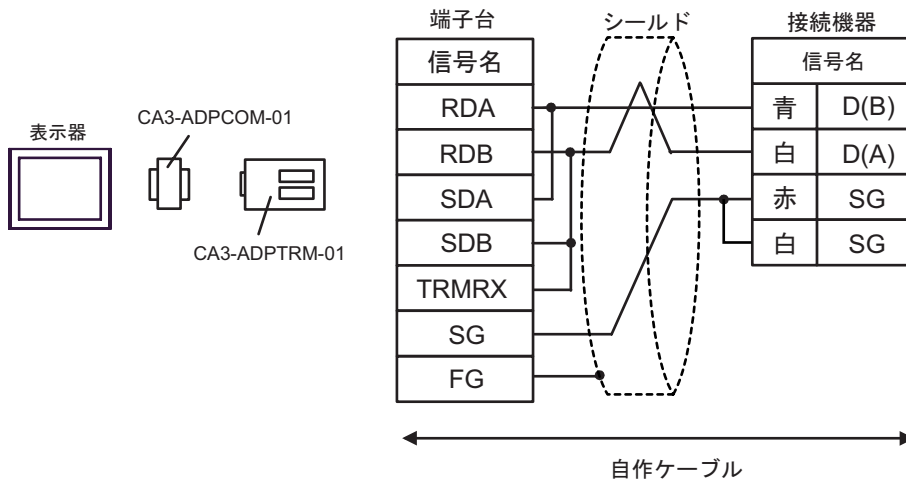 表示器
CA3-ADPCOM-01
CA3-ADPTRM-01
端子台
信号名
RDA
RDB
SDA
SDB
TRMRX
SG
FG
シールド
接続機器
信号名
青 D(B)
白 D(A)
赤 SG
白 SG
自作ケーブル